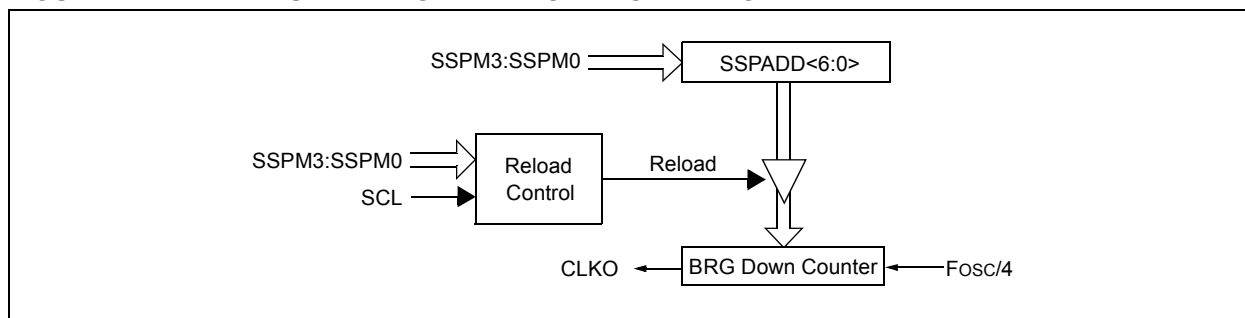 SSPM3:SSPM0
SSPADD<6:0>
SSPM3:SSPM0
SCL
Reload
Control
Reload
CLKO
BRG Down Counter
FOSC/4